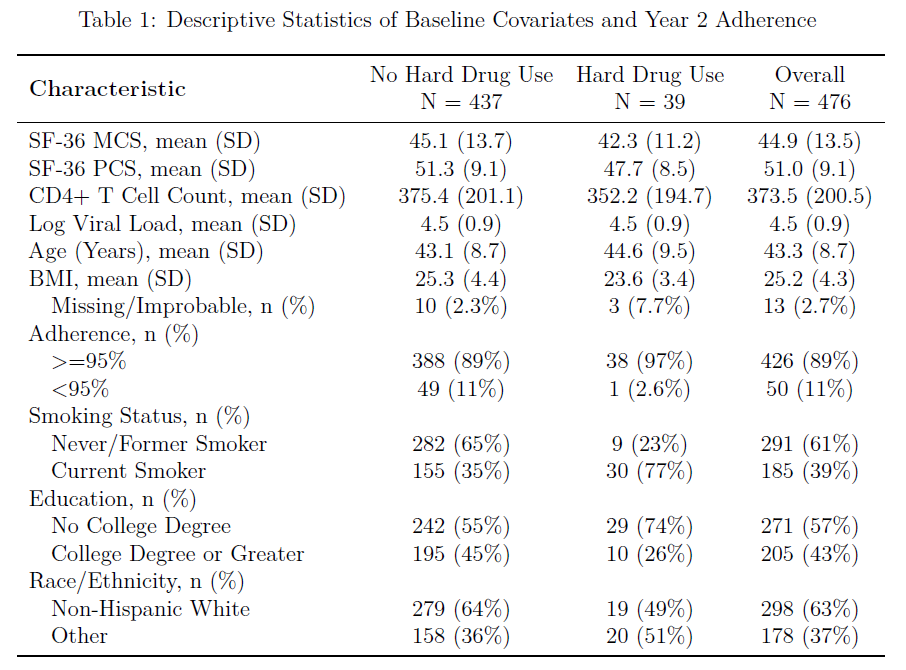 Table 1: Descriptive Statistics of Baseline Covariates and Year 2 Adherence
Characteristic No Hard Drug Use N = 437 Hard Drug Use N = 39 Overall N = 476
SF-36 MCS, mean (SD) 45.1 (13.7) 42.3 (11.2) 44.9 (13.5)
SF-36 PCS, mean (SD) 51.3 (9.1) 47.7 (8.5) 51.0 (9.1)
CD4+ T Cell Count, mean (SD) 375.4 (201.1) 352.2 (194.7) 373.5 (200.5)
Log Viral Load, mean (SD) 4.5 (0.9) 4.5 (0.9) 4.5 (0.9)
Age (Years), mean (SD) 43.1 (8.7) 44.6 (9.5) 43.3 (8.7)
BMI, mean (SD) 25.3 (4.4) 23.6 (3.4) 25.2 (4.3)
Missing/Improbable, n (%) 10 (2.3%) 3 (7.7%) 13 (2.7%)
Adherence, n (%)
>=95% 388 (89%) 38 (97%) 426 (89%)
<95% 49 (11%) 1 (2.6%) 50 (11%)
Smoking Status, n (%)
Never/Former Smoker 282 (65%) 9 (23%) 291 (61%)
Current Smoker 155 (35%) 30 (77%) 185 (39%)
Education, n (%)
No College Degree 242 (55%) 29 (74%) 271 (57%)
College Degree or Greater 195 (45%) 10 (26%) 205 (43%)
Race/Ethnicity, n (%)
Non-Hispanic White 279 (64%) 19 (49%) 298 (63%)
Other 158 (36%) 20 (51%) 178 (37%)